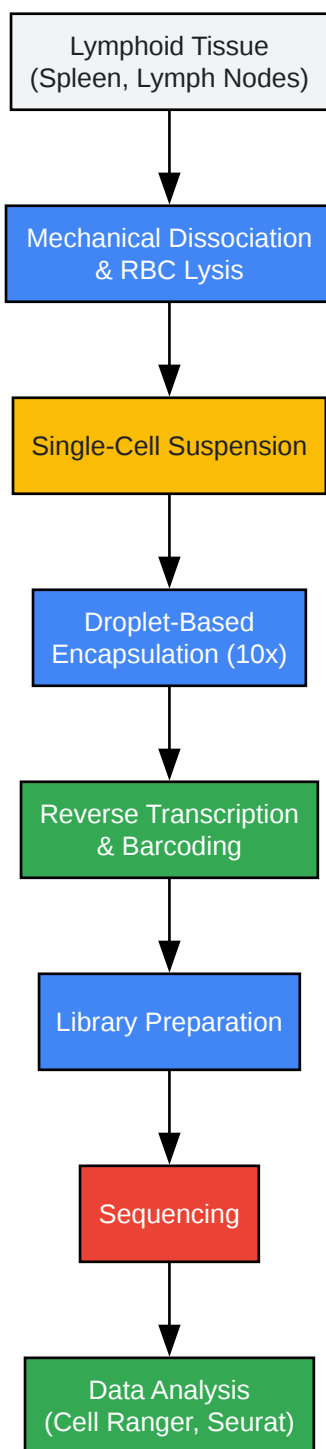 Lymphoid Tissue
(Spleen, Lymph Nodes)
Mechanical Dissociation
& RBC Lysis
Single-Cell Suspension
Droplet-Based
Encapsulation (10x)
Reverse Transcription
& Barcoding
Library Preparation
Sequencing
Data Analysis
(Cell Ranger, Seurat)